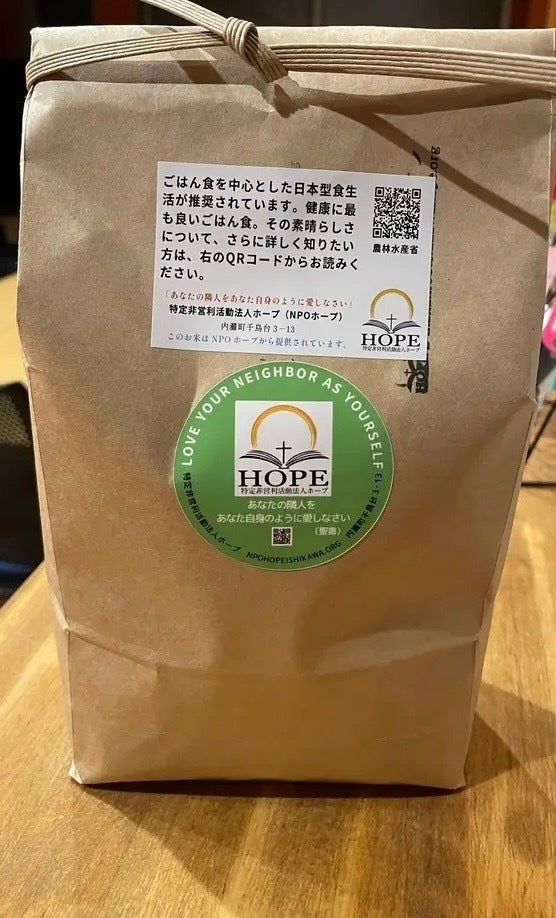 ごはん食を中心とした日本型食生
活が推奨されています。健康に最
も良いごはん食。その素晴らしさ
について、さらに詳しく知りたい
方は、右のQRコードからお読みく
ださい。
農林水産省
「あなたの隣人をあなた自身のように愛しなさい」
特定非営利活動法人ホープ（NPOホープ）
内灘町千鳥台３−13
このお米は NPO ホープから提供されています。
HOPE
特定非営利活動法人ホープ
LOVE YOUR NEIGHBOR AS YOURSELF
HOPE
特定非営利活動法人ホープ
あなたの隣人を
あなた自身のように愛しなさい
（聖書）
特定非営利活動法人ホープ
NPOHOPEISHIKAWA.ORG
内灘町千鳥台 3-13